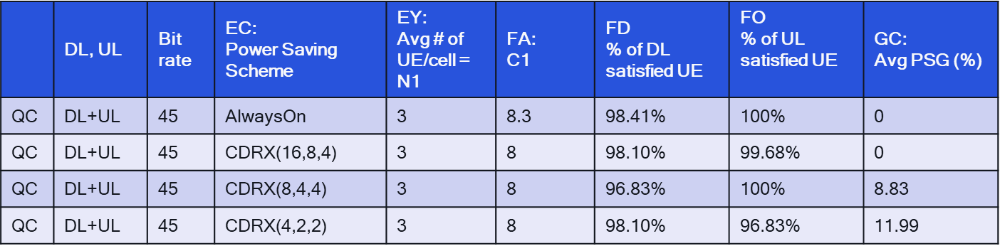 DL, UL
Bit
rate
EC:
Power Saving
Scheme
EY:
Avg # of
UE/cell =
N1
FA:
C1
FD
% of DL
satisfied UE
FO
% of UL
satisfied UE
GC:
Avg PSG (%)
QC DL+UL 45 AlwaysOn 3 8.3 98.41% 100% 0
QC DL+UL 45 CDRX(16,8,4) 3 8 98.10% 99.68% 0
QC DL+UL 45 CDRX(8,4,4) 3 8 96.83% 100% 8.83
QC DL+UL 45 CDRX(4,2,2) 3 8 98.10% 96.83% 11.99